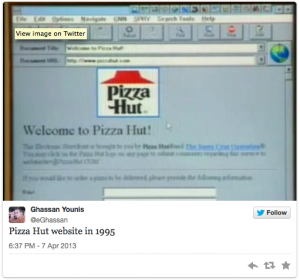 File Edit Options Navigate QMW SPRY Search Tools Help
View image on Twitter
Document Title: Welcome to Pizza Hut!
Document URL: http://www.pizzahut.com
Pizza
Hut
Welcome to Pizza Hut!
This Electronic Storefront is brought to you by Pizza Hut and The Santa Cruz Operation
You may click on the Pizza Hut logo on any page to submit comments regarding this service to
webmaster@PizzaHut.COM
If you would like to order a pizza to be delivered, please provide the following information.
Ghassan Younis
@eGhassan
Follow
Pizza Hut website in 1995
6:37 PM - 7 Apr 2013